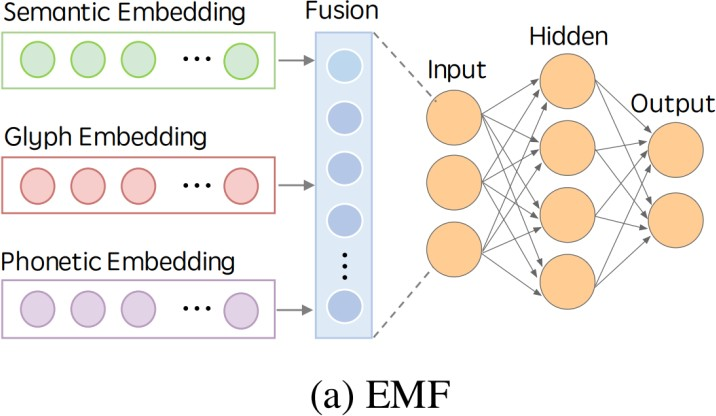 Semantic Embedding
Fusion
Hidden
Input
Output
Glyph Embedding
Phonetic Embedding
(a) EMF